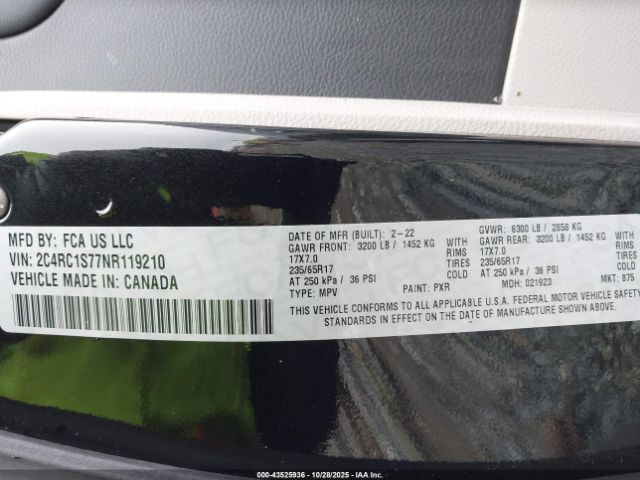 MFD BY: FCA US LLC
VIN: 2C4RC1S77NR119210
VEHICLE MADE IN: CANADA
DATE OF MFR (BUILT): 2-22 GVWR: 6300 LB / 2858 KG
GAWR FRONT: 3200 LB / 1452 KG WITH GAWR REAR: 3200 LB / 1452 KG WITH
17X7.0 RIMS 17X7.0 RIMS
235/65R17 TIRES 235/65R17 TIRES
AT 250 kPa / 36 PSI COLD AT 250 kPa / 36 PSI COLD
TYPE: MPV PAINT: PXR MDH: 021923 MKT: 875
THIS VEHICLE CONFORMS TO ALL APPLICABLE U.S.A. FEDERAL MOTOR VEHICLE SAFETY
STANDARDS IN EFFECT ON THE DATE OF MANUFACTURE SHOWN ABOVE.
© 000-43525936 10/28/2025 IAA Inc.